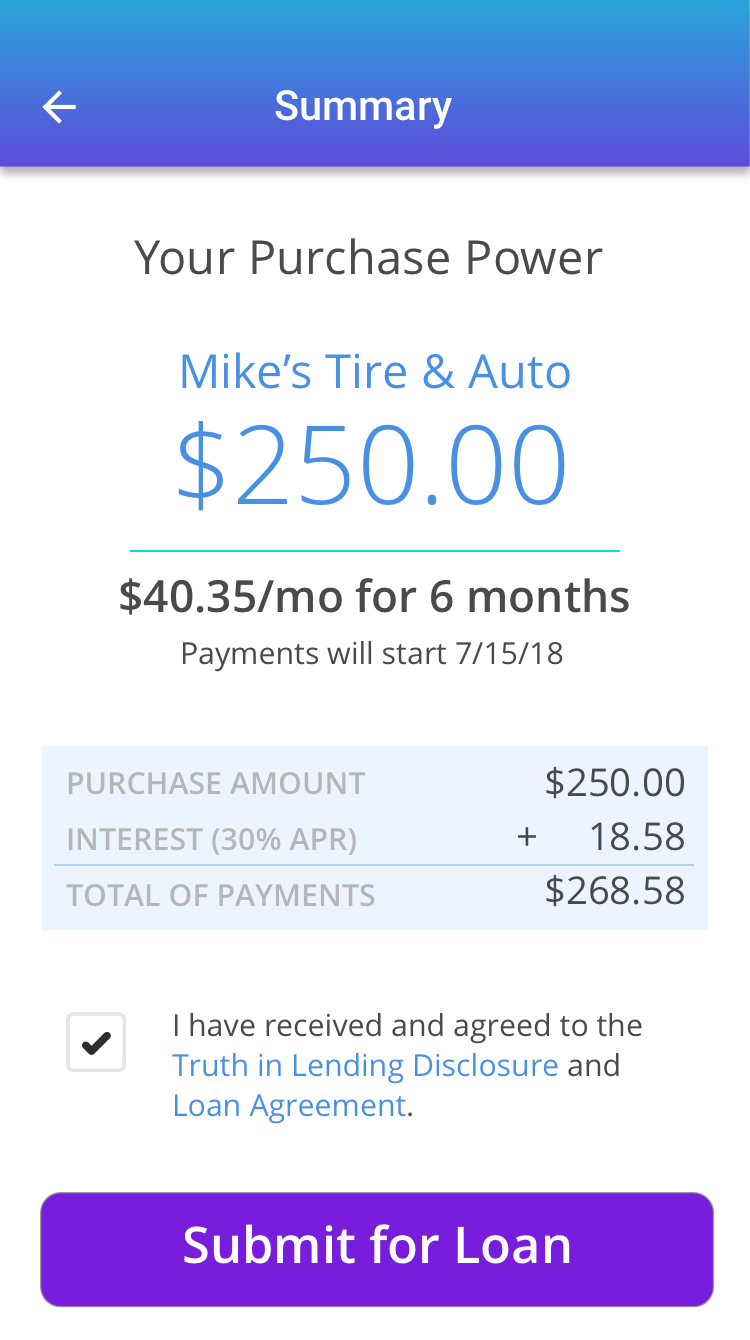 Summary
Your Purchase Power
Mike’s Tire & Auto
$250.00
$40.35/mo for 6 months
Payments will start 7/15/18
PURCHASE AMOUNT $250.00
INTEREST (30% APR) + 18.58
TOTAL OF PAYMENTS $268.58
I have received and agreed to the
Truth in Lending Disclosure and
Loan Agreement.
Submit for Loan